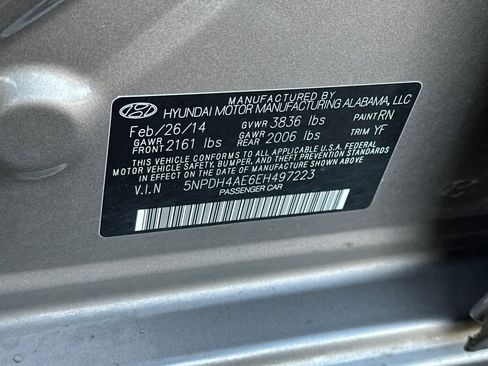 MANUFACTURED BY
HYUNDAI MOTOR MANUFACTURING ALABAMA, LLC
Feb/26/14 GVWR 3836 lbs PAINT RN
GAWR FRONT 2161 lbs GAWR REAR 2006 lbs TRIM YF
THIS VEHICLE CONFORMS TO ALL APPLICABLE U.S.A. FEDERAL
MOTOR VEHICLE SAFETY, BUMPER, AND THEFT PREVENTION STANDARDS
IN EFFECT ON THE DATE OF MANUFACTURE SHOWN ABOVE.
V.I.N 5NPDH4AE6EH497223
PASSENGER CAR